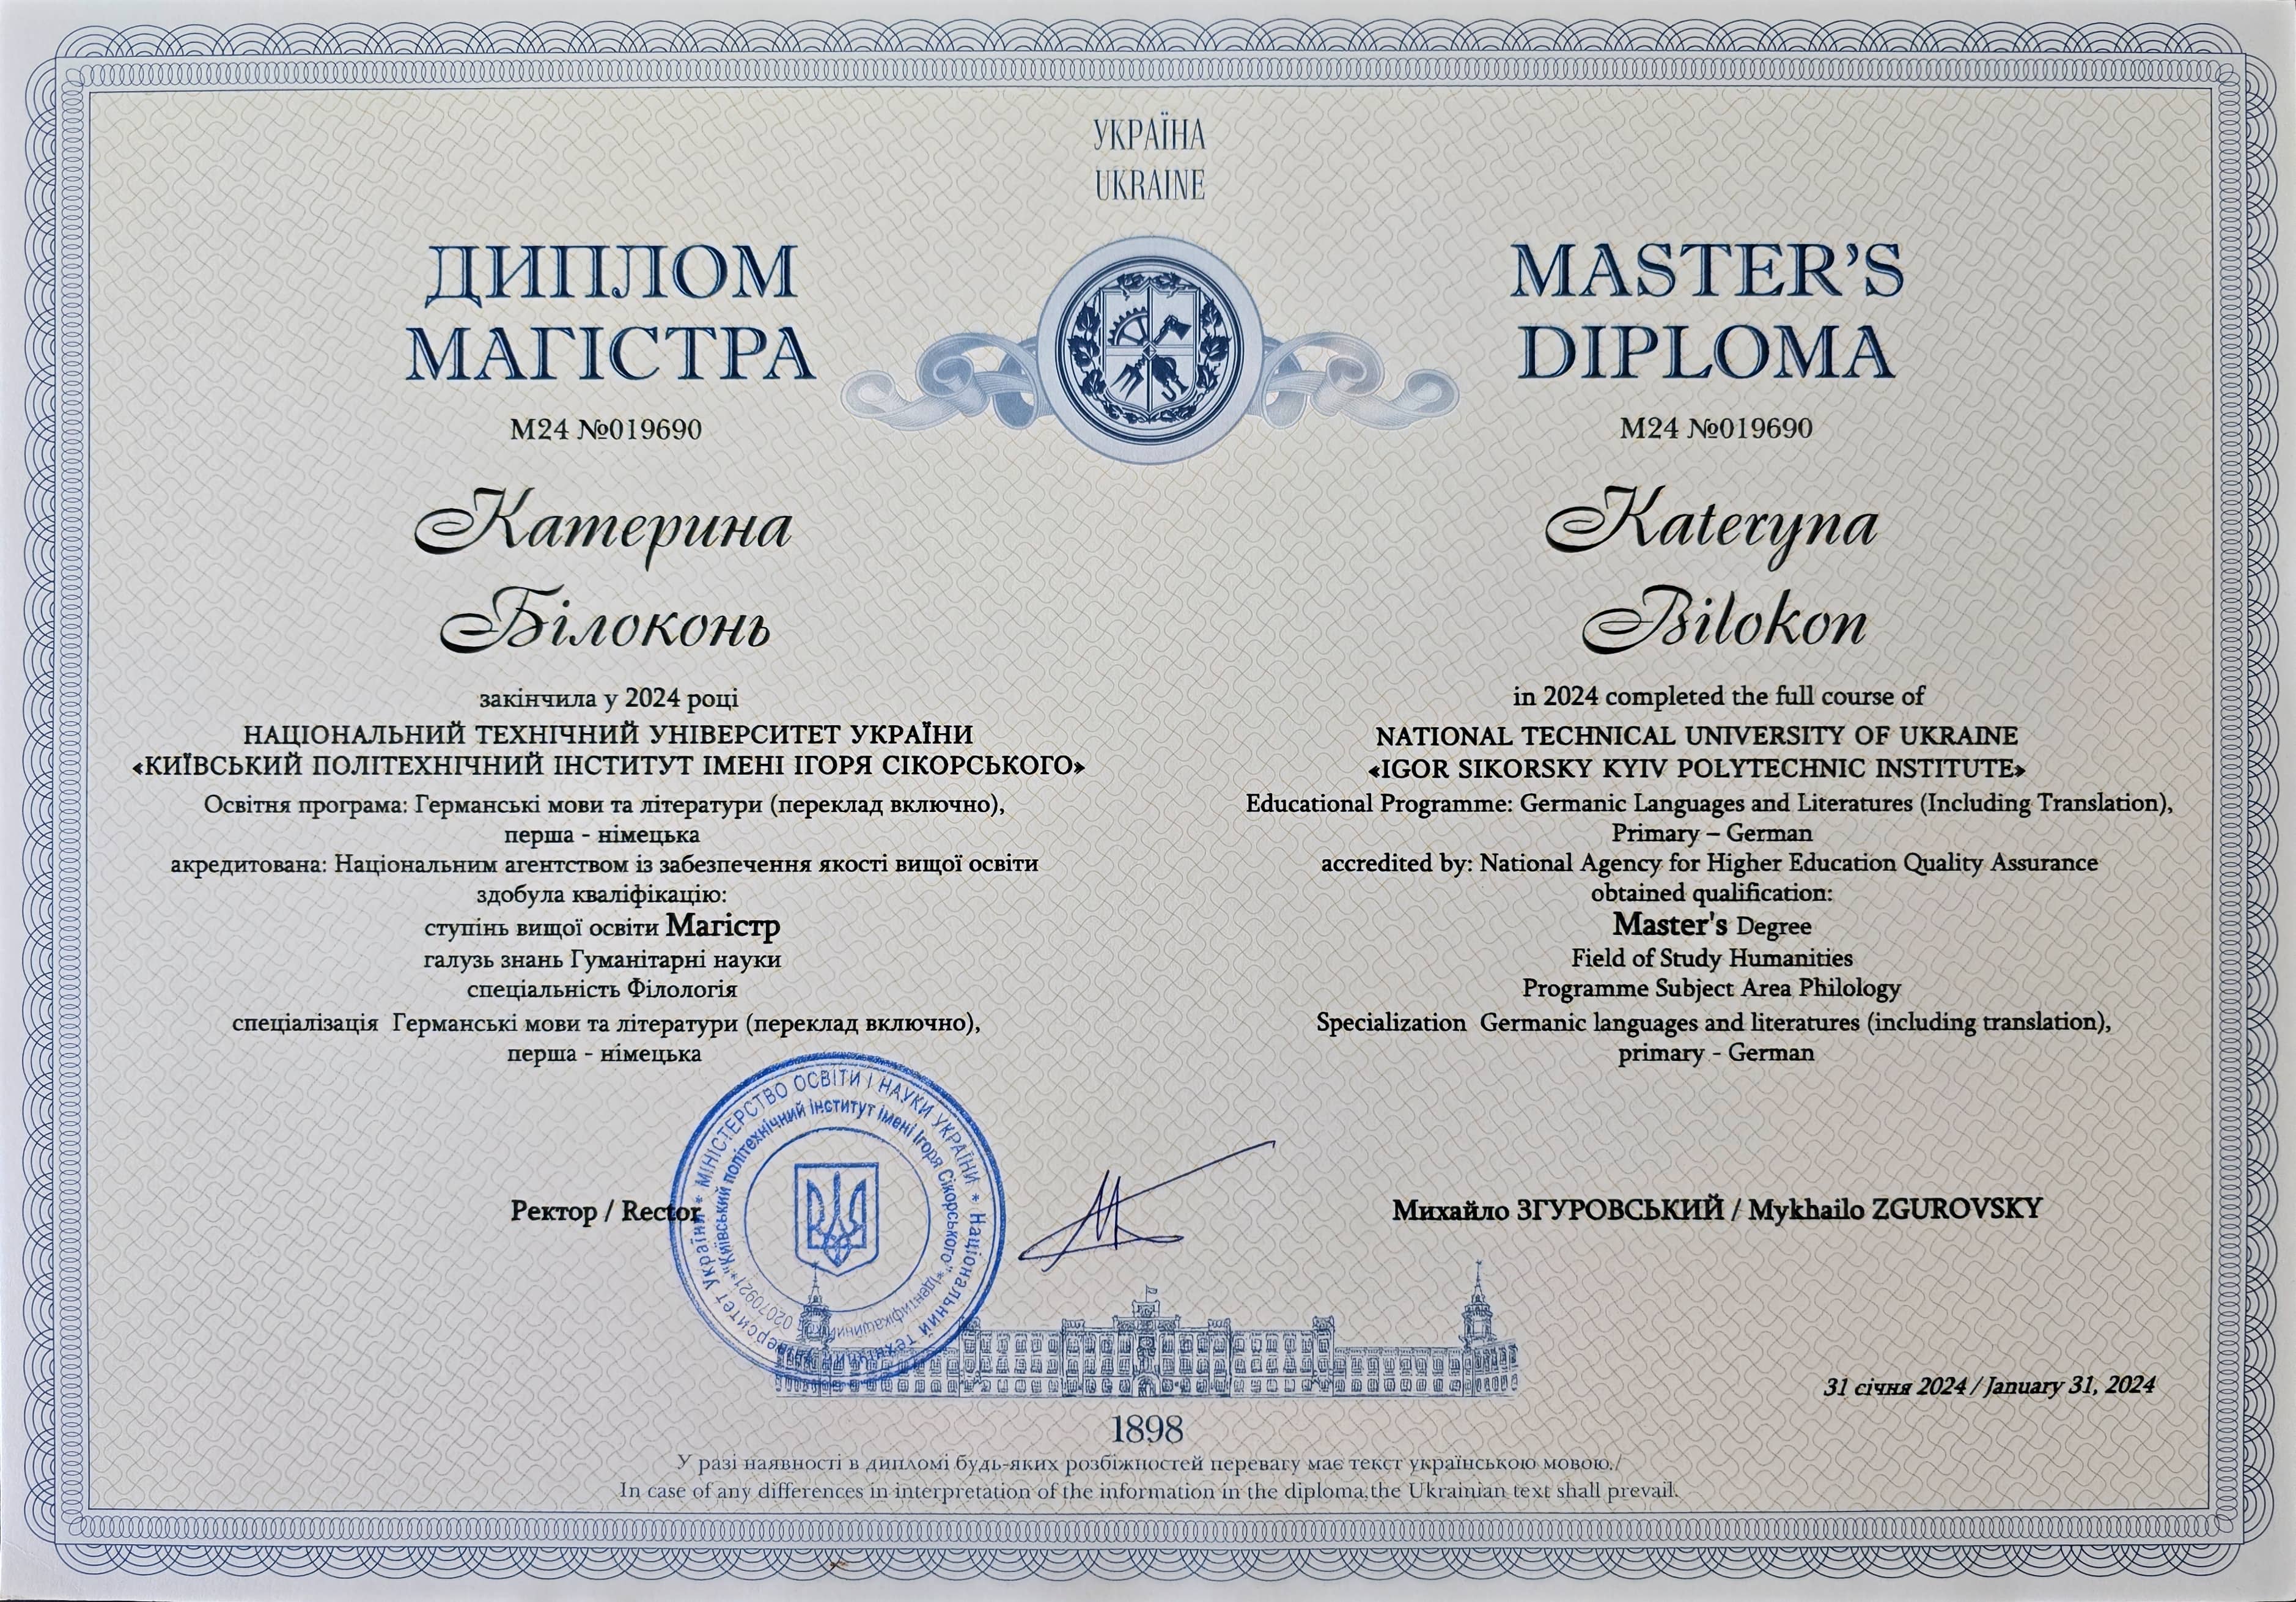 УКРАЇНА
UKRAINE
ДИПЛОМ
МАГІСТРА
М24 №019690
Катерина
Білоконь
закінчила у 2024 році
НАЦІОНАЛЬНИЙ ТЕХНІЧНИЙ УНІВЕРСИТЕТ УКРАЇНИ
«КИЇВСЬКИЙ ПОЛІТЕХНІЧНИЙ ІНСТИТУТ ІМЕНІ ІГОРЯ СІКОРСЬКОГО»
Освітня програма: Германські мови та літератури (переклад включно),
перша - німецька
акредитована: Національним агентством із забезпечення якості вищої освіти
здобула кваліфікацію:
ступінь вищої освіти Магістр
галузь знань Гуманітарні науки
спеціальність Філологія
спеціалізація Германські мови та літератури (переклад включно),
перша - німецька
MASTER'S
DIPLOMA
M24 №019690
Kateryna
Bilokon
in 2024 completed the full course of
NATIONAL TECHNICAL UNIVERSITY OF UKRAINE
«IGOR SIKORSKY KYIV POLYTECHNIC INSTITUTE»
Educational Programme: Germanic Languages and Literatures (Including Translation),
Primary – German
accredited by: National Agency for Higher Education Quality Assurance
obtained qualification:
Master's Degree
Field of Study Humanities
Programme Subject Area Philology
Specialization Germanic languages and literatures (including translation),
primary - German
Ректор / Rector
* МІНІСТЕРСТВО ОСВІТИ І НАУКИ УКРАЇНИ * Національний технічний університет України
"Київський політехнічний інститут імені Ігоря Сікорського" * Ідентифікаційний код 02070921 *
Михайло ЗГУРОВСЬКИЙ / Mykhailo ZGUROVSKY
31 січня 2024 / January 31, 2024
1898
У разі наявності в дипломі будь-яких розбіжностей перевагу має текст українською мовою./
In case of any differences in interpretation of the information in the diploma,the Ukrainian text shall prevail.